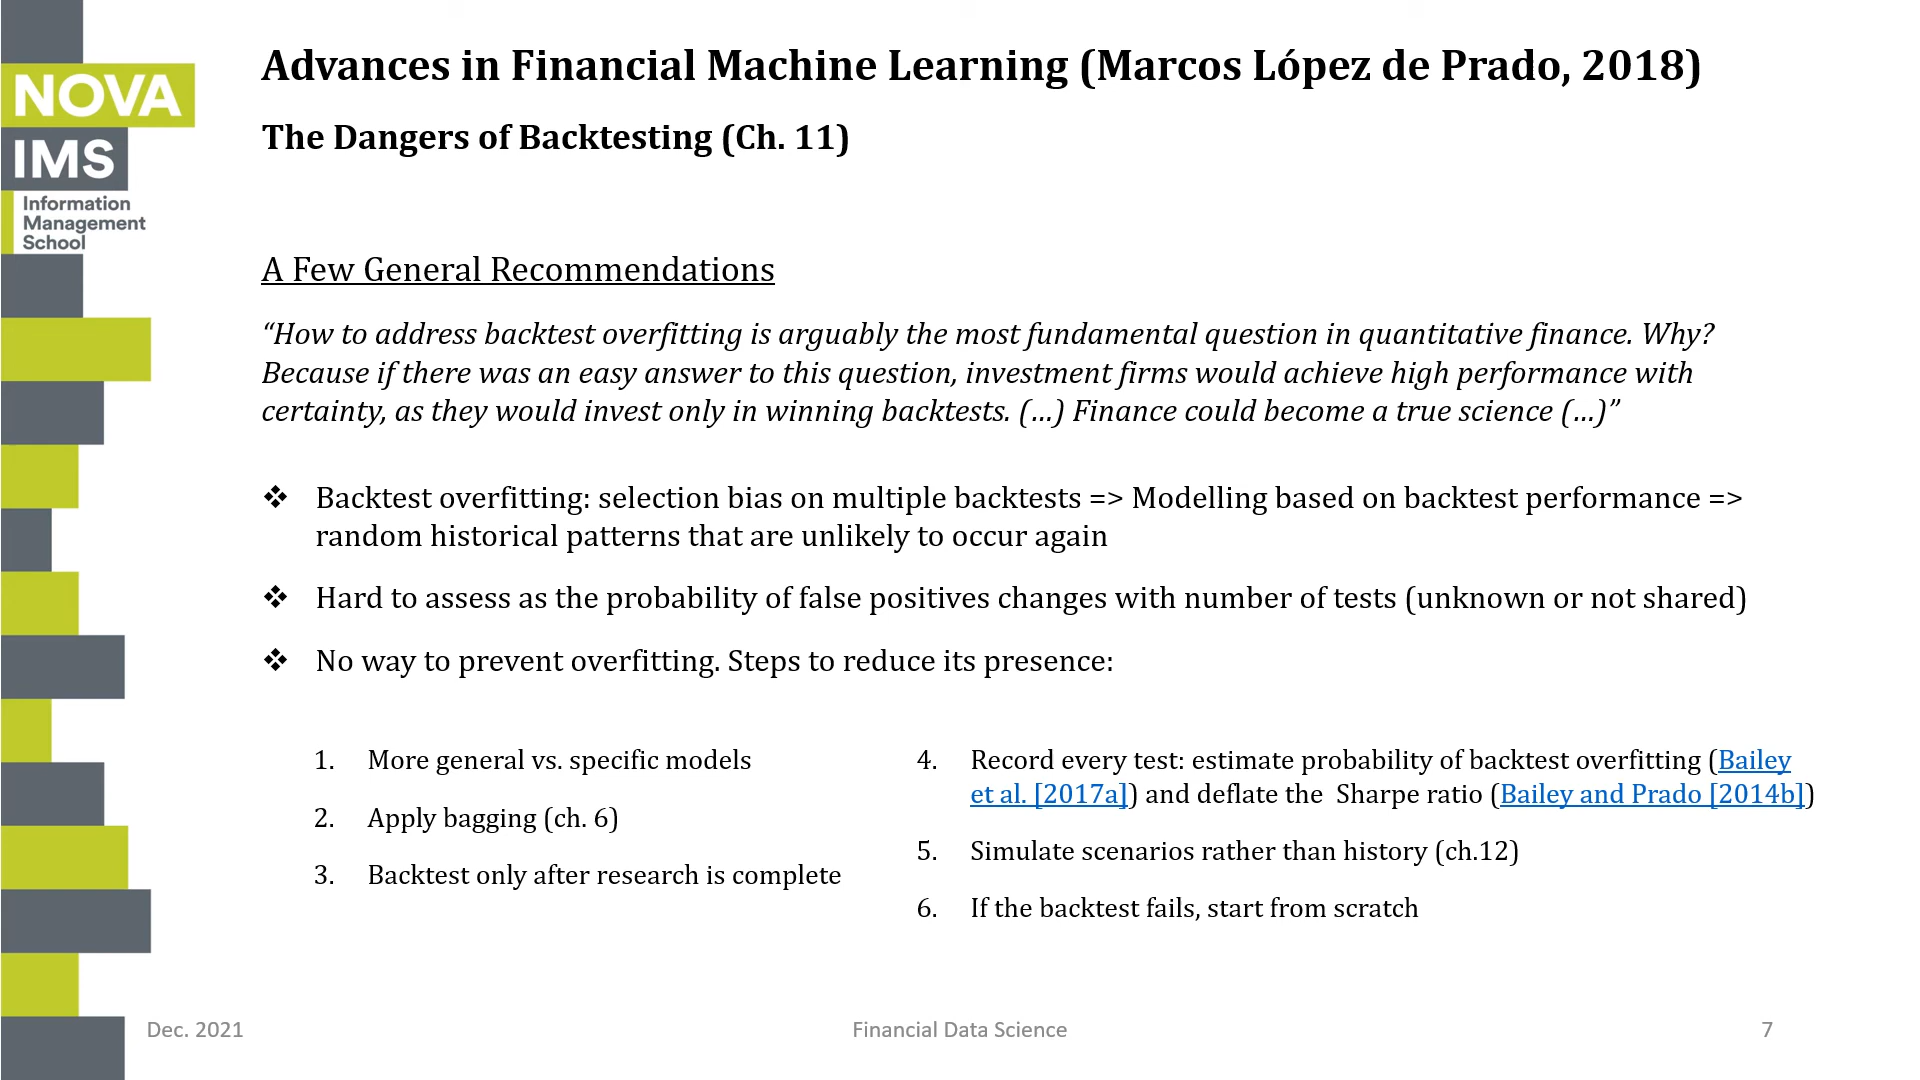 NOVA
IMS
Information
Management
School
Advances in Financial Machine Learning (Marcos López de Prado, 2018)
The Dangers of Backtesting (Ch. 11)
A Few General Recommendations
“How to address backtest overfitting is arguably the most fundamental question in quantitative finance. Why?
Because if there was an easy answer to this question, investment firms would achieve high performance with
certainty, as they would invest only in winning backtests. (…) Finance could become a true science (…)”
❖ Backtest overfitting: selection bias on multiple backtests => Modelling based on backtest performance =>
random historical patterns that are unlikely to occur again
❖ Hard to assess as the probability of false positives changes with number of tests (unknown or not shared)
❖ No way to prevent overfitting. Steps to reduce its presence:
1. More general vs. specific models
2. Apply bagging (ch. 6)
3. Backtest only after research is complete
4. Record every test: estimate probability of backtest overfitting (Bailey
et al. [2017a]) and deflate the Sharpe ratio (Bailey and Prado [2014b])
5. Simulate scenarios rather than history (ch.12)
6. If the backtest fails, start from scratch
Dec. 2021
Financial Data Science
7